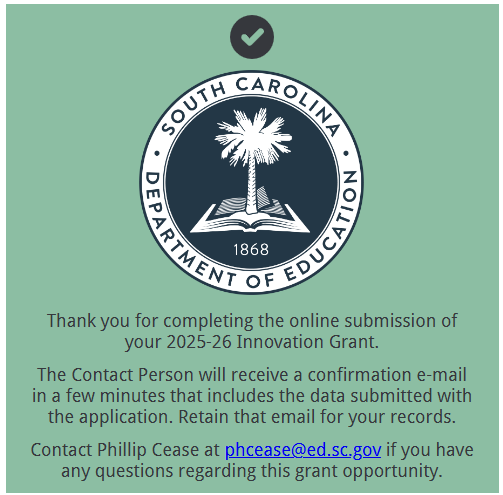 SOUTH CAROLINA
DEPARTMENT OF EDUCATION
1868
Thank you for completing the online submission of
your 2025-26 Innovation Grant.
The Contact Person will receive a confirmation e-mail
in a few minutes that includes the data submitted with
the application. Retain that email for your records.
Contact Phillip Cease at phcease@ed.sc.gov if you have
any questions regarding this grant opportunity.